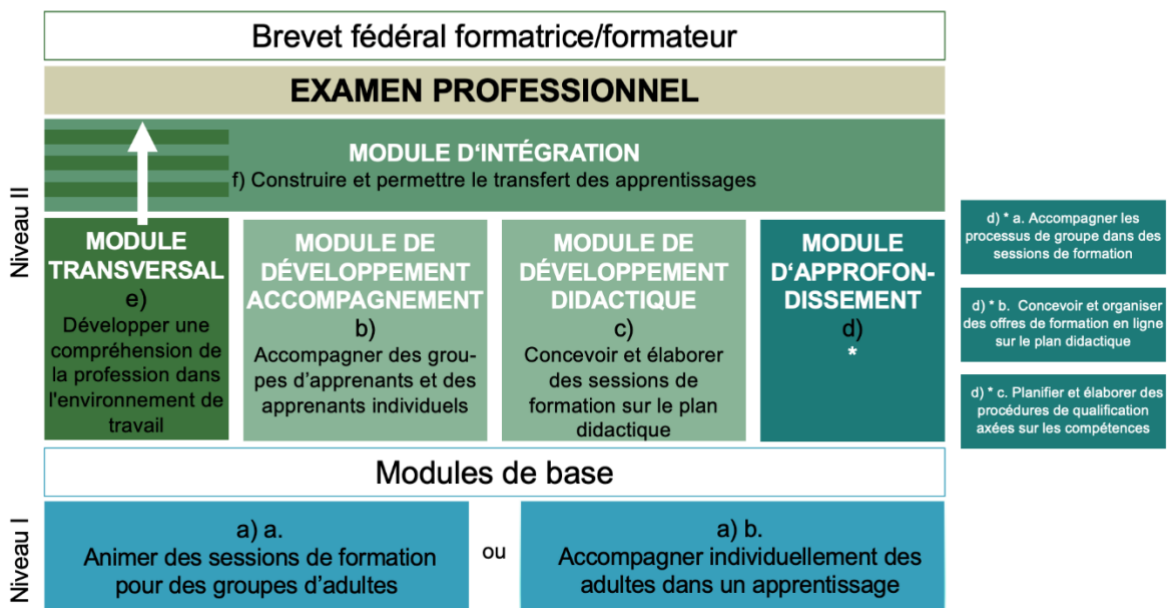 Brevet fédéral formatrice/formateur
EXAMEN PROFESSIONNEL
Niveau II
MODULE D‘INTÉGRATION
f) Construire et permettre le transfert des apprentissages
MODULE
TRANSVERSAL
e)
Développer une
compréhension de
la profession dans
l'environnement de
travail
MODULE DE
DÉVELOPPEMENT
ACCOMPAGNEMENT
b)
Accompagner des grou-
pes d’apprenants et des
apprenants individuels
MODULE DE
DÉVELOPPEMENT
DIDACTIQUE
c)
Concevoir et élaborer
des sessions de
formation sur le plan
didactique
MODULE
D‘APPROFON-
DISSEMENT
d)
*
d) * a. Accompagner les
processus de groupe dans des
sessions de formation
d) * b. Concevoir et organiser
des offres de formation en ligne
sur le plan didactique
d) * c. Planifier et élaborer des
procédures de qualification
axées sur les compétences
Modules de base
Niveau I
a) a.
Animer des sessions de formation
pour des groupes d’adultes
ou
a) b.
Accompagner individuellement des
adultes dans un apprentissage